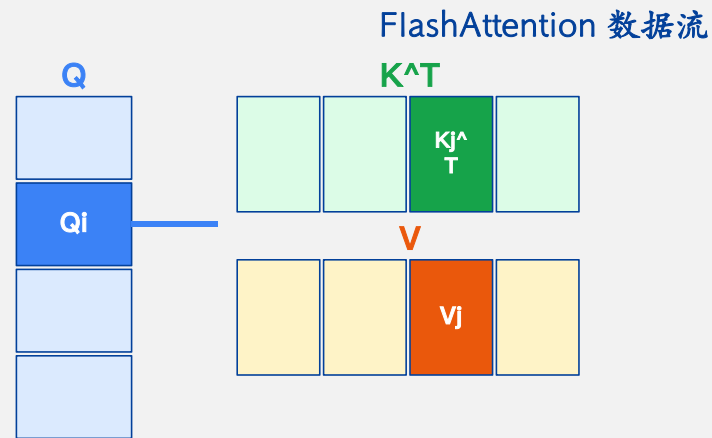 FlashAttention 数据流
Q
K^T
Kj^
T
Qi
V
Vj